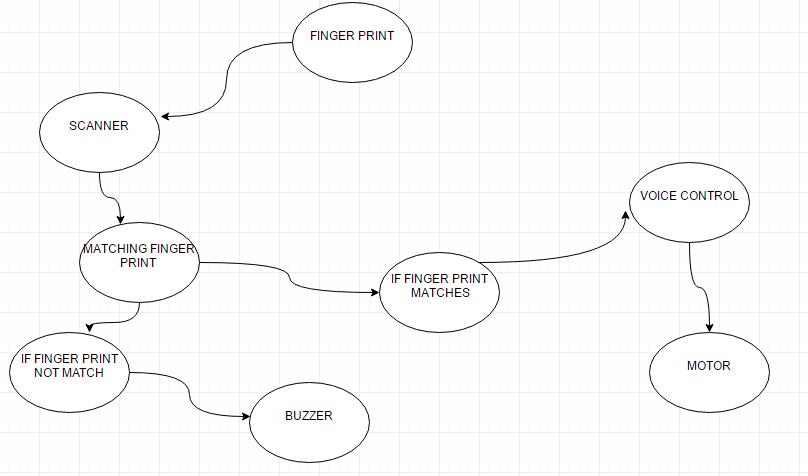 FINGER PRINT
SCANNER
MATCHING FINGER
PRINT
IF FINGER PRINT
MATCHES
VOICE CONTROL
MOTOR
IF FINGER PRINT
NOT MATCH
BUZZER